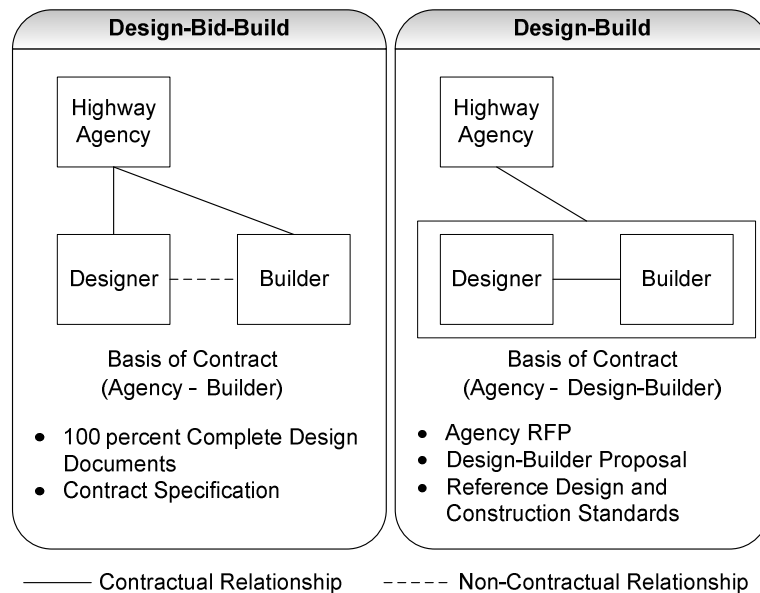 Design-Bid-Build
Highway
Agency
Designer
Builder
Basis of Contract
(Agency - Builder)
• 100 percent Complete Design
Documents
• Contract Specification
Design-Build
Highway
Agency
Designer
Builder
Basis of Contract
(Agency - Design-Builder)
• Agency RFP
• Design-Builder Proposal
• Reference Design and
Construction Standards
Contractual Relationship
Non-Contractual Relationship